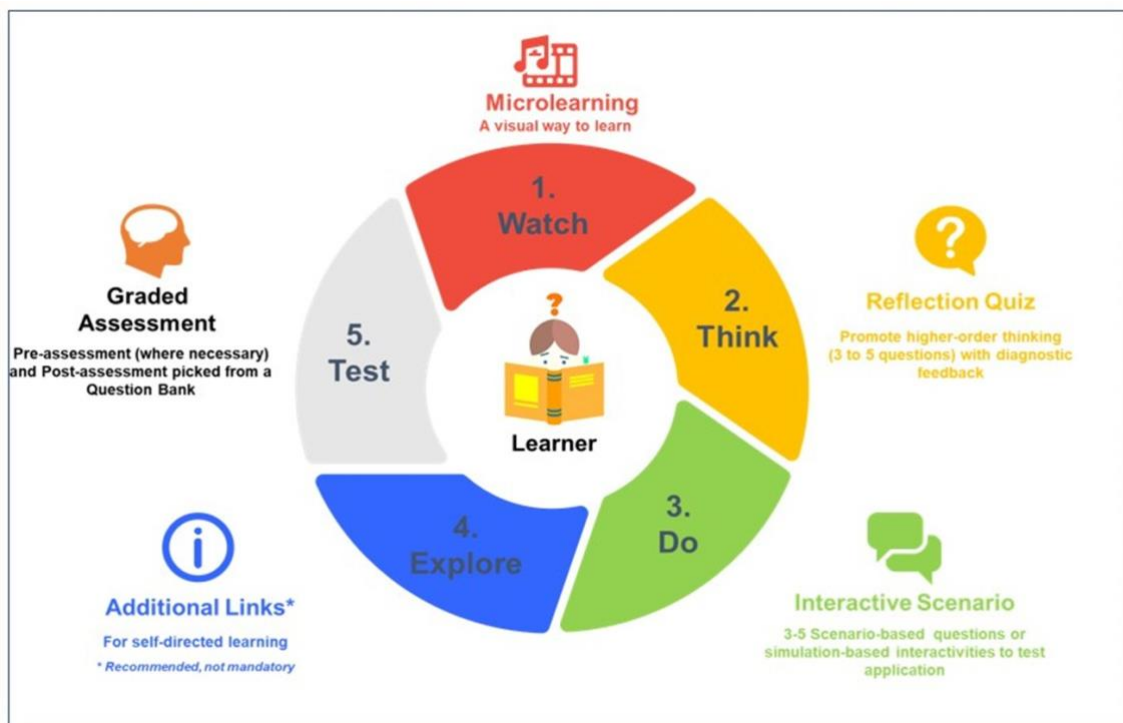 Microlearning
A visual way to learn
1.
Watch
2.
Think
Reflection Quiz
Promote higher-order thinking
(3 to 5 questions) with diagnostic
feedback
3.
Do
Interactive Scenario
3-5 Scenario-based questions or
simulation-based interactivities to test
application
4.
Explore
Additional Links*
For self-directed learning
* Recommended, not mandatory
5.
Test
Graded
Assessment
Pre-assessment (where necessary)
and Post-assessment picked from a
Question Bank
?
Learner